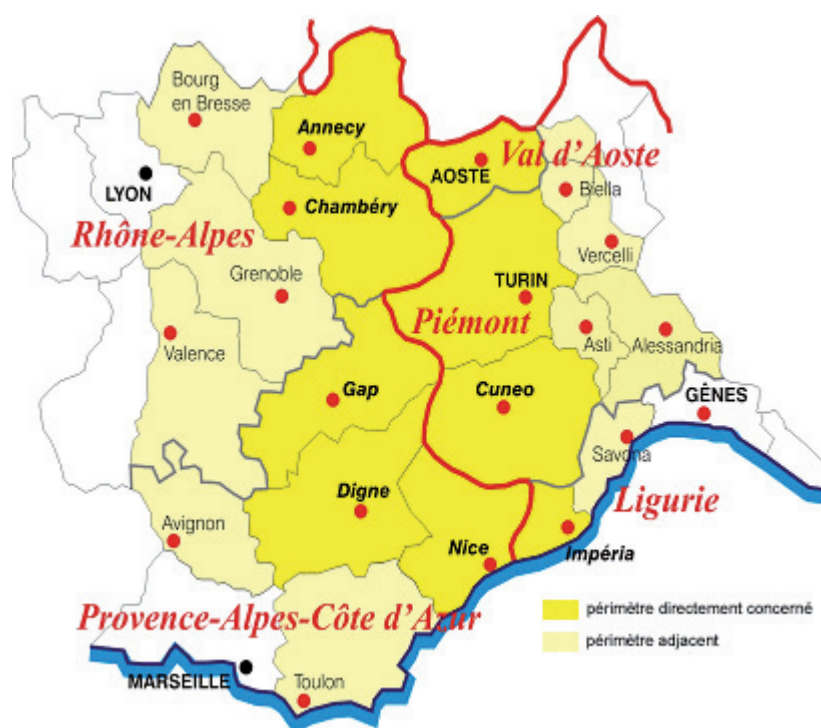 Bourg
en Bresse
Annecy
LYON
AOSTE
Val d'Aoste
Biella
Chambéry
Rhône-Alpes
Vercelli
Grenoble
TURIN
Piémont
Valence
Asti
Alessandria
Gap
Cuneo
GÊNES
Savona
Digne
Ligurie
Avignon
Nice
Impéria
Provence-Alpes-Côte d'Azur
périmètre directement concerné
périmètre adjacent
MARSEILLE
Toulon